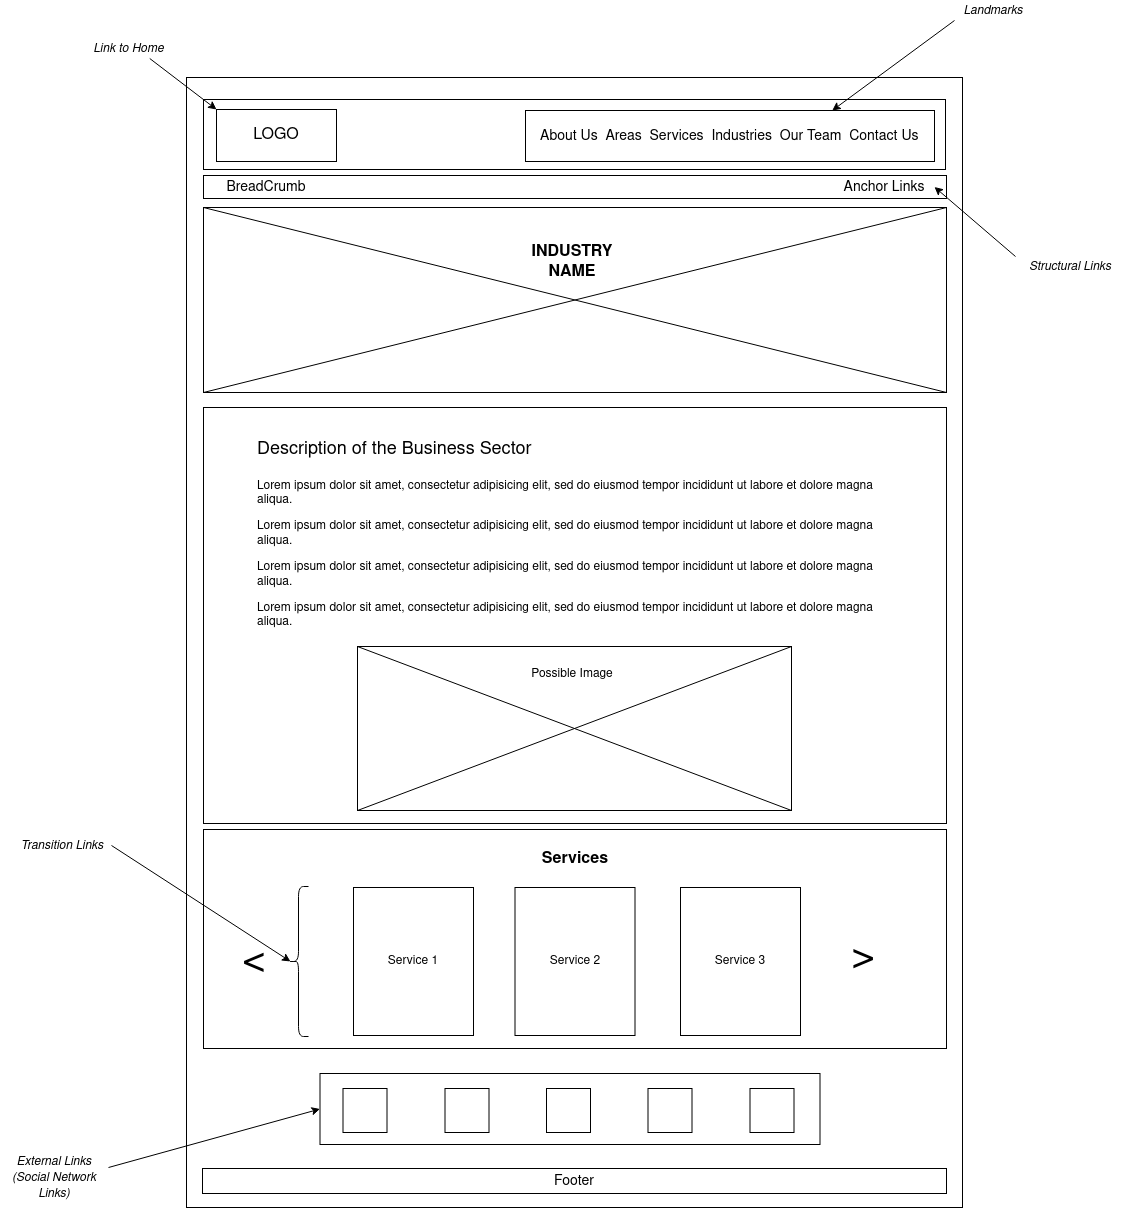 Landmarks
Link to Home
LOGO
About Us Areas Services Industries Our Team Contact Us
BreadCrumb
Anchor Links
Structural Links
INDUSTRY
NAME
Description of the Business Sector
Lorem ipsum dolor sit amet, consectetur adipisicing elit, sed do eiusmod tempor incididunt ut labore et dolore magna
aliqua.
Lorem ipsum dolor sit amet, consectetur adipisicing elit, sed do eiusmod tempor incididunt ut labore et dolore magna
aliqua.
Lorem ipsum dolor sit amet, consectetur adipisicing elit, sed do eiusmod tempor incididunt ut labore et dolore magna
aliqua.
Lorem ipsum dolor sit amet, consectetur adipisicing elit, sed do eiusmod tempor incididunt ut labore et dolore magna
aliqua.
Possible Image
Transition Links
Services
<
Service 1
Service 2
Service 3
>
External Links
(Social Network
Links)
Footer